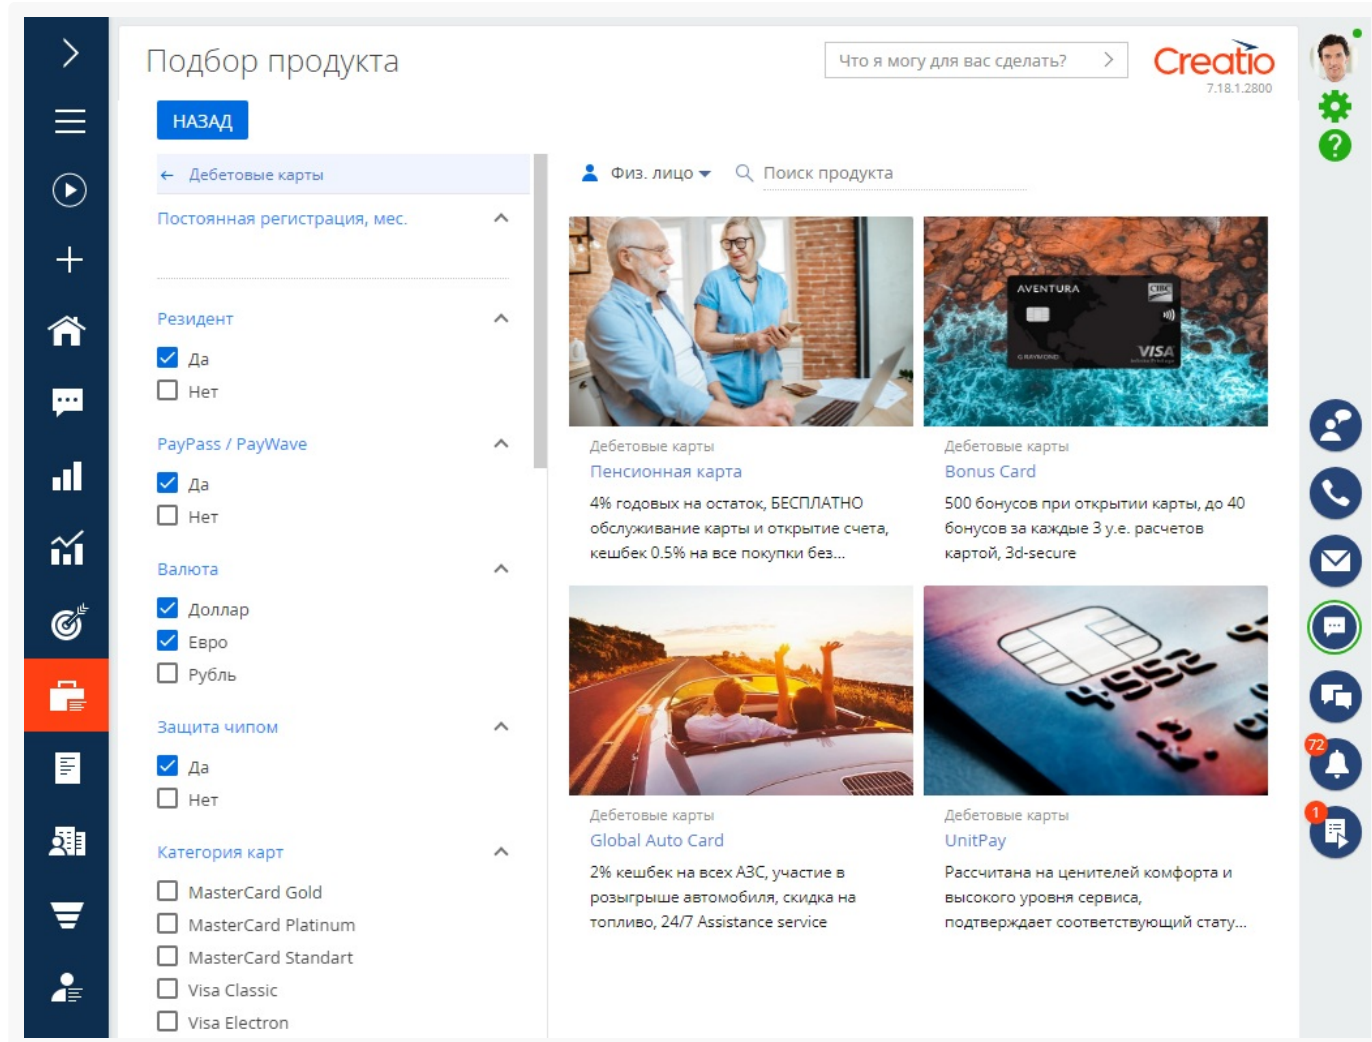 Подбор продукта
Что я могу для вас сделать?
Creatio
7.18.1.2800
НАЗАД
← Дебетовые карты
Физ. лицо
Поиск продукта
Постоянная регистрация, мес.
Резидент
Да
Нет
PayPass / PayWave
Да
Нет
Валюта
Доллар
Евро
Рубль
Защита чипом
Да
Нет
Категория карт
MasterCard Gold
MasterCard Platinum
MasterCard Standart
Visa Classic
Visa Electron
Дебетовые карты
Пенсионная карта
4% годовых на остаток, БЕСПЛАТНО
обслуживание карты и открытие счета,
кешбек 0.5% на все покупки без...
AVENTURA
CIBC
G RAYMOND
VISA
Дебетовые карты
Bonus Card
500 бонусов при открытии карты, до 40
бонусов за каждые 3 у.е. расчетов
картой, 3d-secure
Дебетовые карты
Global Auto Card
2% кешбек на всех АЗС, участие в
розыгрыше автомобиля, скидка на
топливо, 24/7 Assistance service
4552
Дебетовые карты
UnitPay
Рассчитана на ценителей комфорта и
высокого уровня сервиса,
подтверждает соответствующий стату...
72
1